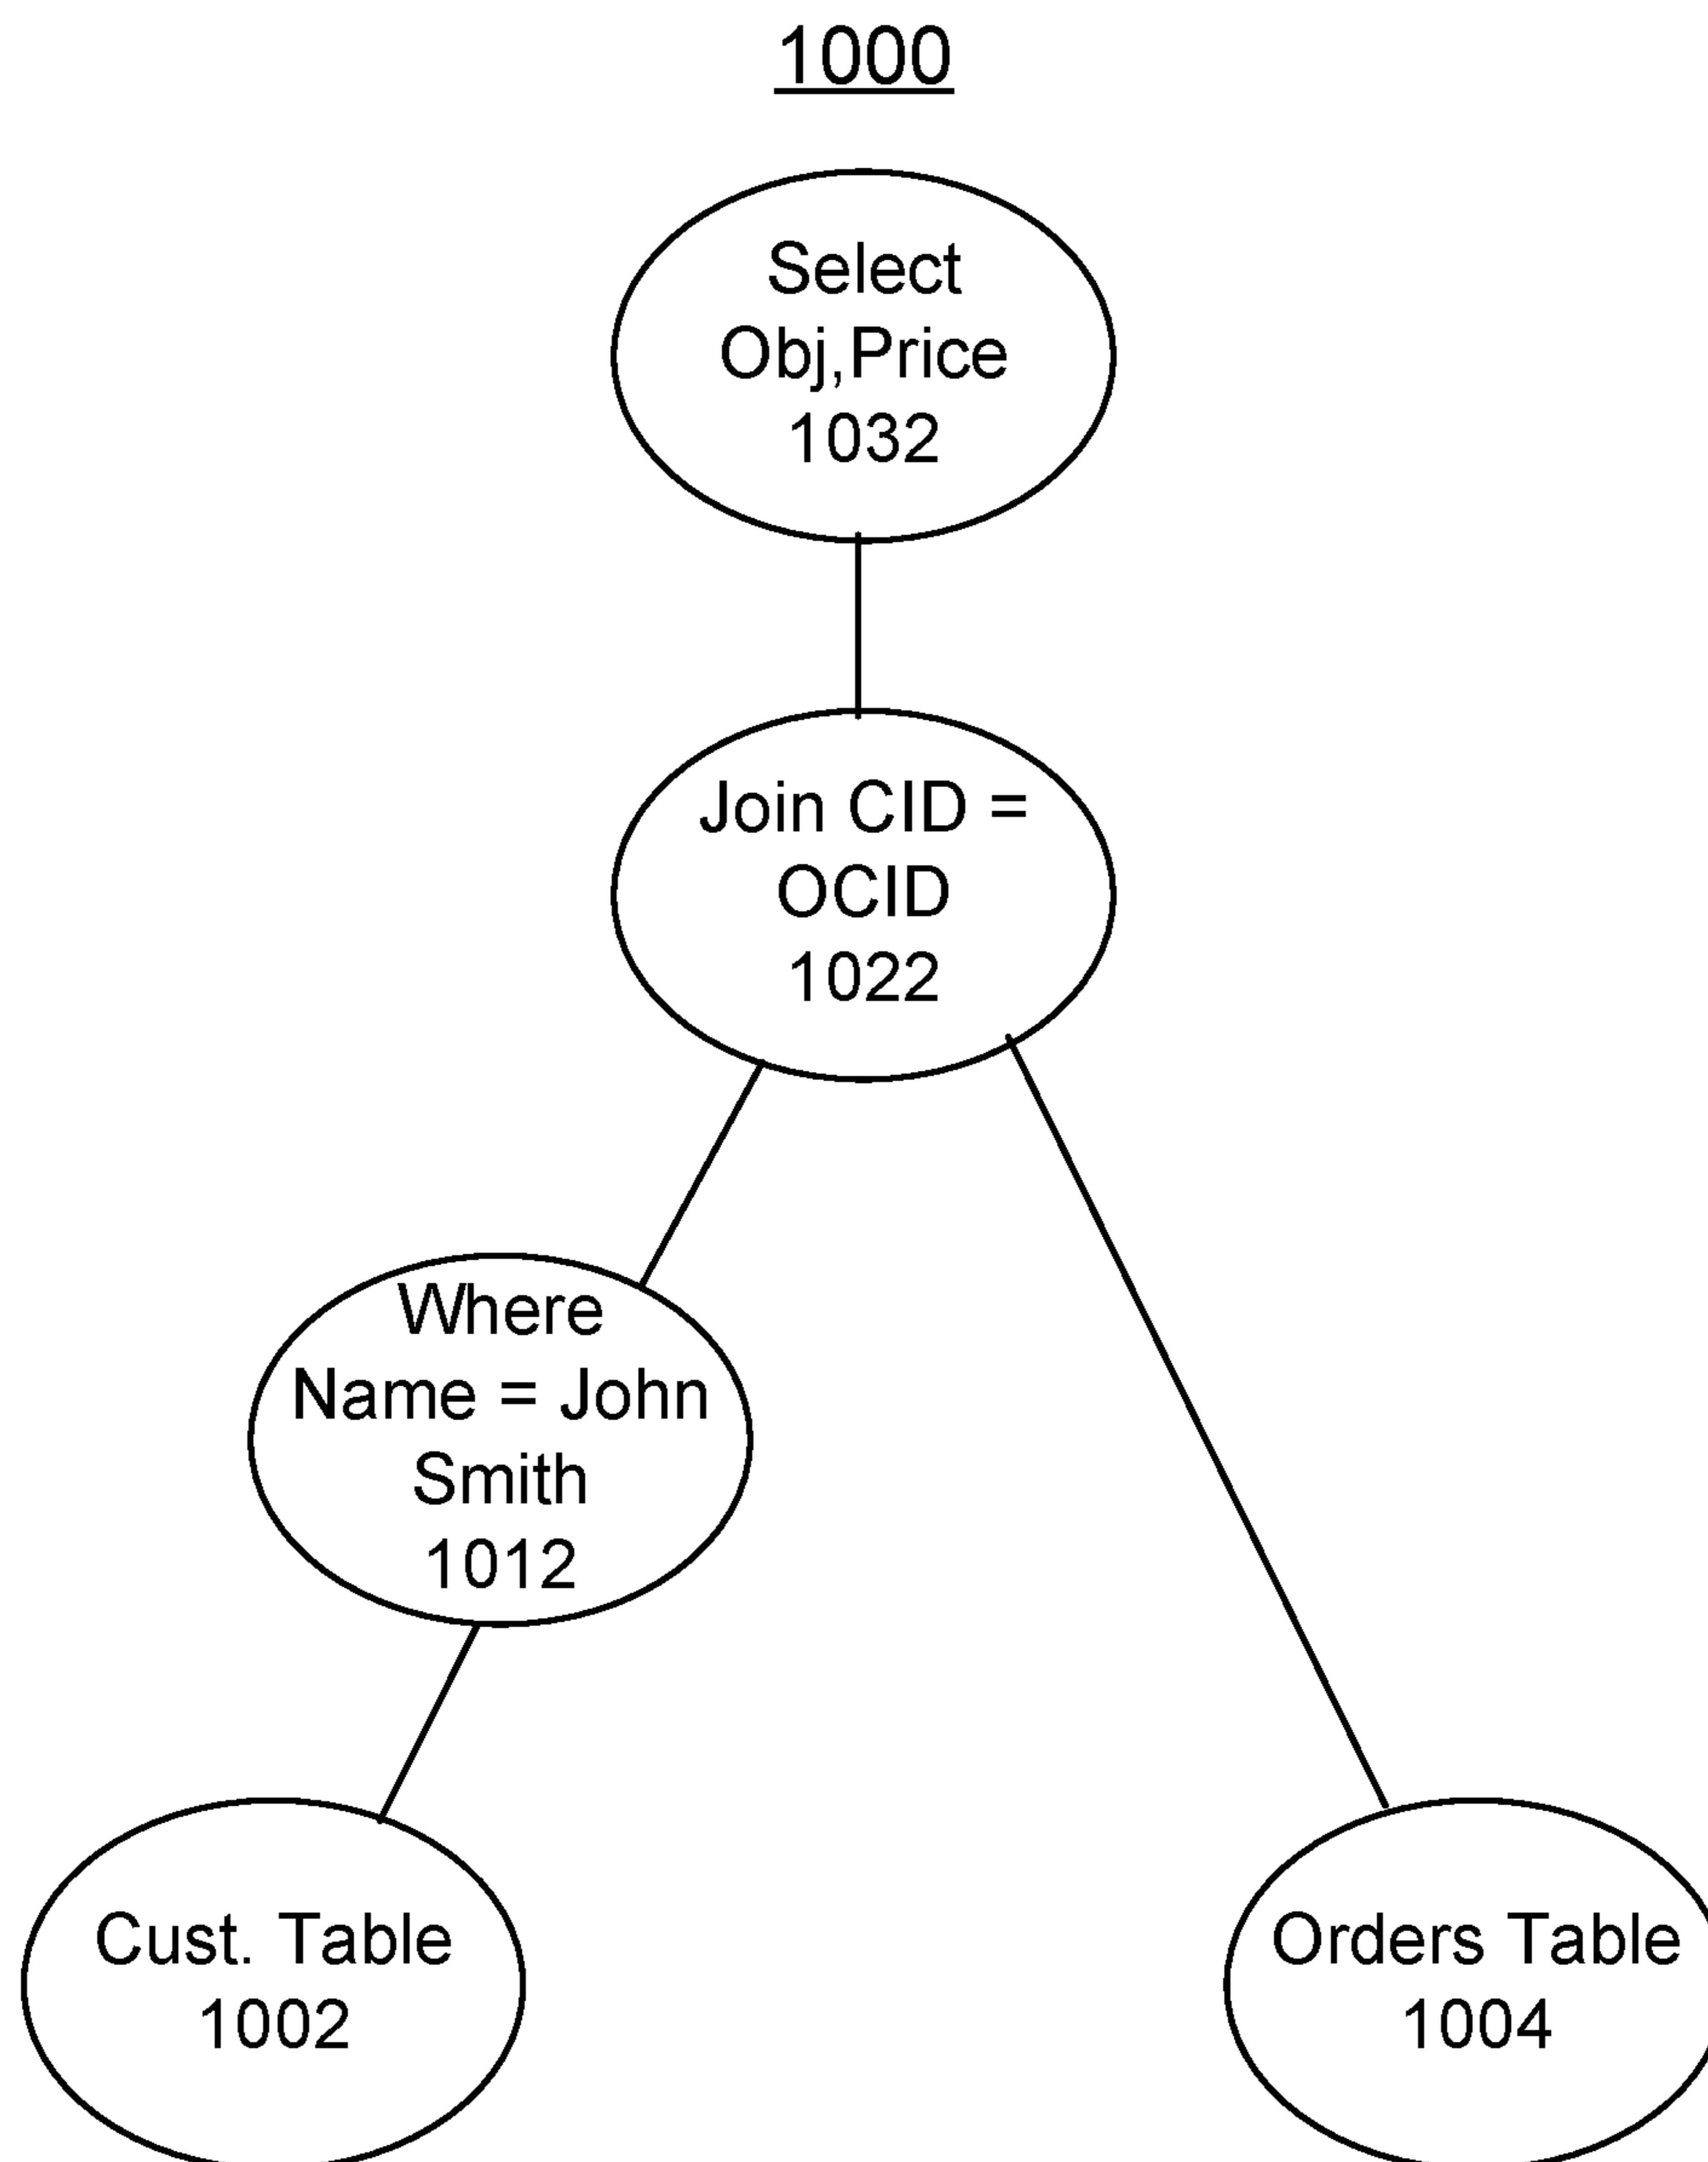 1000
Select
Obj,Price
1032
Join CID =
OCID
1022
Where
Name = John
Smith
1012
Cust. Table
1002
Orders Table
1004